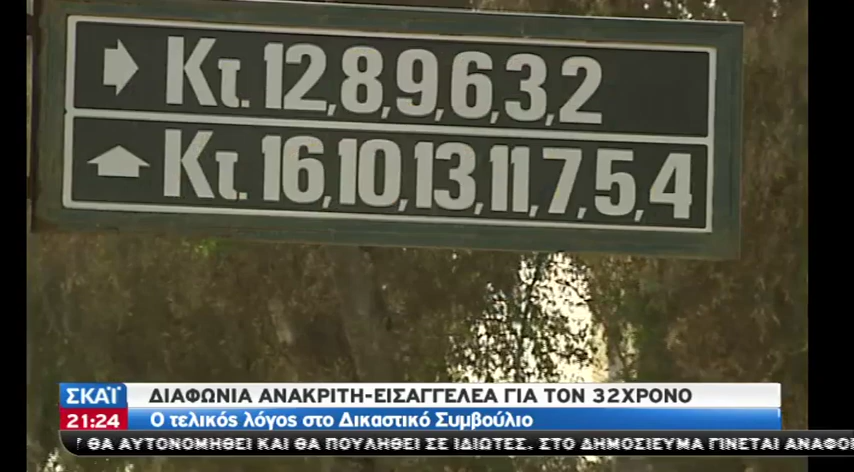 Κτ. 12,8,9,6,3,2
Κτ. 16,10,13,11,7,5,4
ΣΚΑΪ
ΔΙΑΦΩΝΙΑ ΑΝΑΚΡΙΤΗ-ΕΙΣΑΓΓΕΛΕΑ ΓΙΑ ΤΟΝ 32ΧΡΟΝΟ
21:24
Ο τελικός λόγος στο Δικαστικό Συμβούλιο
ΘΑ ΑΥΤΟΝΟΜΗΘΕΙ ΚΑΙ ΘΑ ΠΟΥΛΗΘΕΙ ΣΕ ΙΔΙΩΤΕΣ. ΣΤΟ ΔΗΜΟΣΙΕΥΜΑ ΓΙΝΕΤΑΙ ΑΝΑΦΟΡ